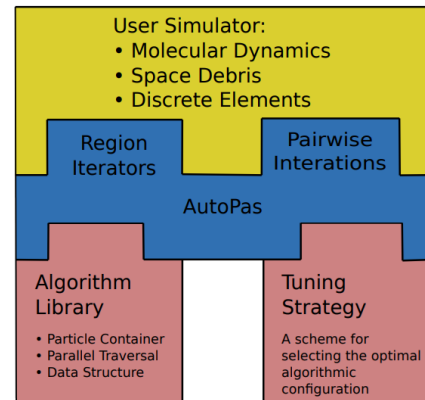 User Simulator:
• Molecular Dynamics
• Space Debris
• Discrete Elements
Region
Iterators
Pairwise
Interations
AutoPas
Algorithm
Library
• Particle Container
• Parallel Traversal
• Data Structure
Tuning
Strategy
A scheme for
selecting the optimal
algorithmic
configuration